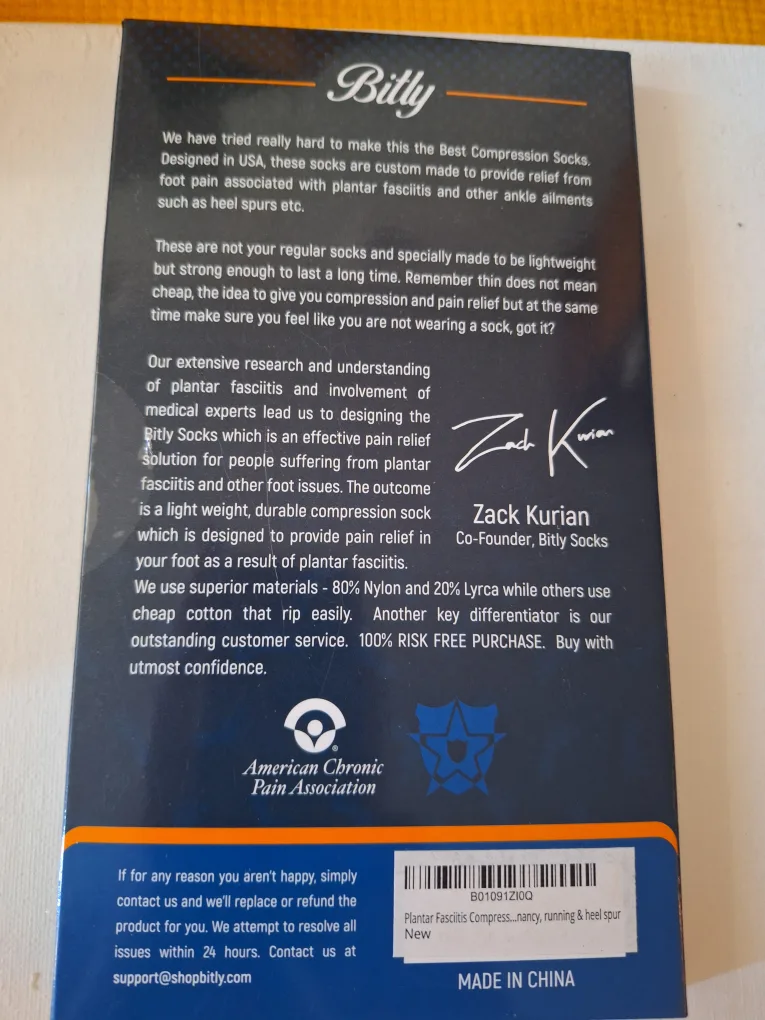 Bitly
We have tried really hard to make this the Best Compression Socks.
Designed in USA, these socks are custom made to provide relief from
foot pain associated with plantar fasciitis and other ankle ailments
such as heel spurs etc.
These are not your regular socks and specially made to be lightweight
but strong enough to last a long time. Remember thin does not mean
cheap, the idea to give you compression and pain relief but at the same
time make sure you feel like you are not wearing a sock, got it?
Our extensive research and understanding
of plantar fasciitis and involvement of
medical experts lead us to designing the
Bitly Socks which is an effective pain relief
solution for people suffering from plantar
fasciitis and other foot issues. The outcome
is a light weight, durable compression sock
which is designed to provide pain relief in
your foot as a result of plantar fasciitis.
Zach Kurian
Zack Kurian
Co-Founder, Bitly Socks
We use superior materials - 80% Nylon and 20% Lyrca while others use
cheap cotton that rip easily. Another key differentiator is our
outstanding customer service. 100% RISK FREE PURCHASE. Buy with
utmost confidence.
American Chronic
Pain Association
®
If for any reason you aren't happy, simply
contact us and we'll replace or refund the
product for you. We attempt to resolve all
issues within 24 hours. Contact us at
support@shopbitly.com
B01091ZI0Q
Plantar Fasciitis Compress...nancy, running & heel spur
New
MADE IN CHINA